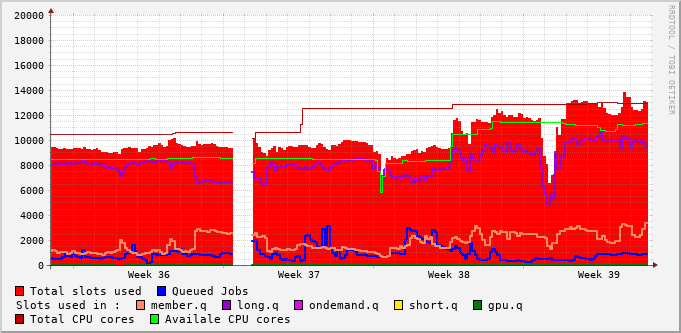 RRDTOOL / TOBI OETIKER
20000
18000
16000
14000
12000
10000
8000
6000
4000
2000
0
Week 36 Week 37 Week 38 Week 39
Total slots used Queued Jobs
Slots used in : member.q long.q ondemand.q short.q gpu.q
Total CPU cores Availale CPU cores